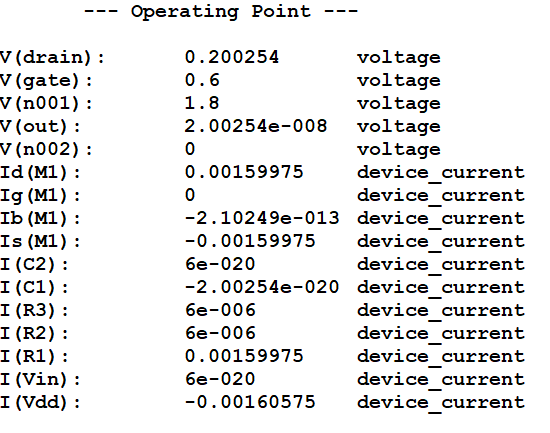 --- Operating Point ---
V(drain): 0.200254 voltage
V(gate): 0.6 voltage
V(n001): 1.8 voltage
V(out): 2.00254e-008 voltage
V(n002): 0 voltage
Id(M1): 0.00159975 device_current
Ig(M1): 0 device_current
Ib(M1): -2.10249e-013 device_current
Is(M1): -0.00159975 device_current
I(C2): 6e-020 device_current
I(C1): -2.00254e-020 device_current
I(R3): 6e-006 device_current
I(R2): 6e-006 device_current
I(R1): 0.00159975 device_current
I(Vin): 6e-020 device_current
I(Vdd): -0.00160575 device_current